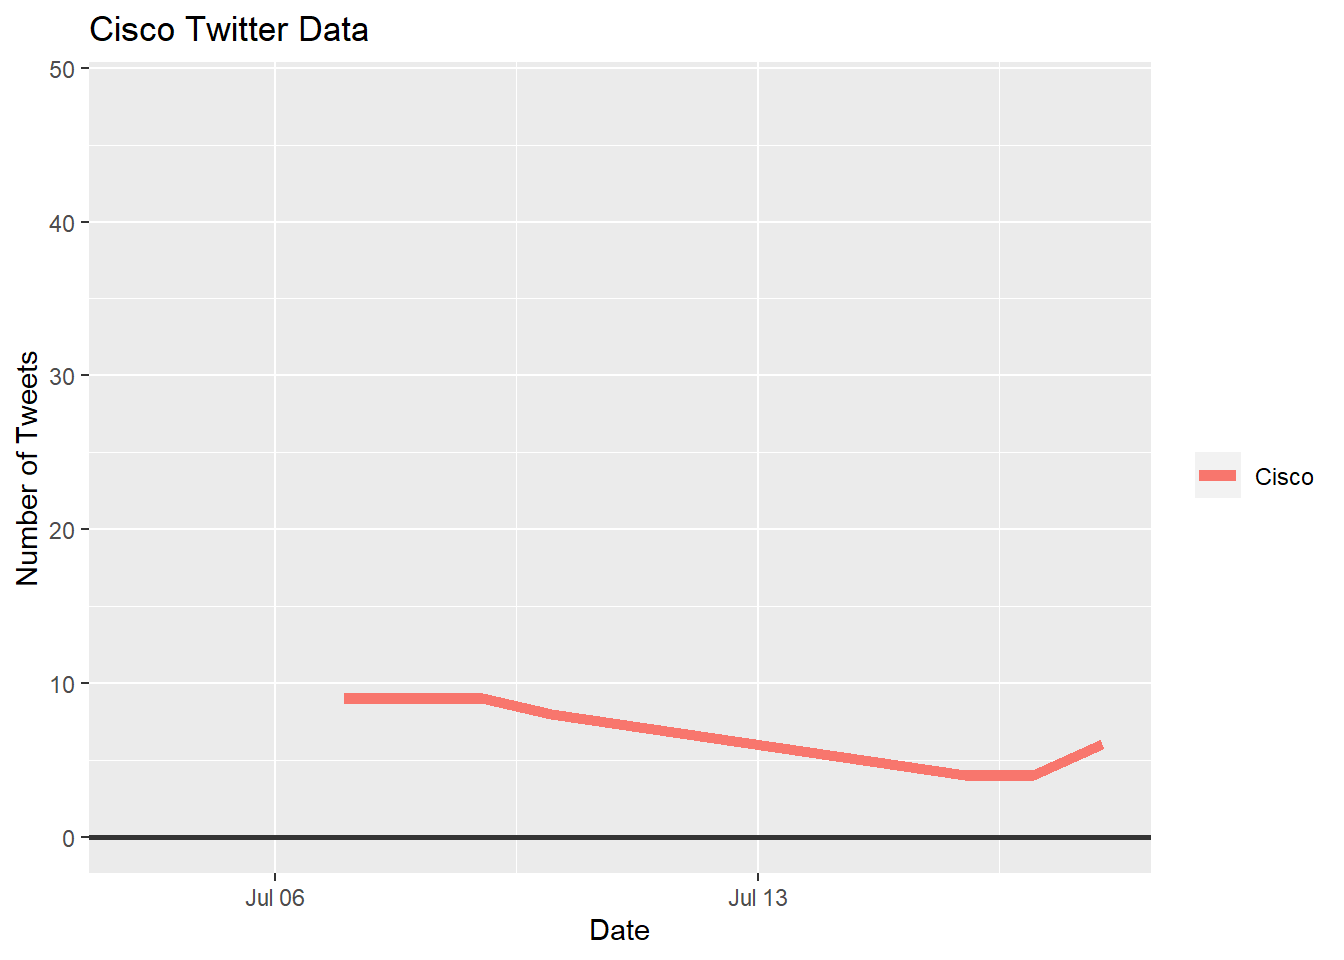 Cisco Twitter Data
50
40
30
20
10
0
Number of Tweets
Jul 06
Jul 13
Date
Cisco